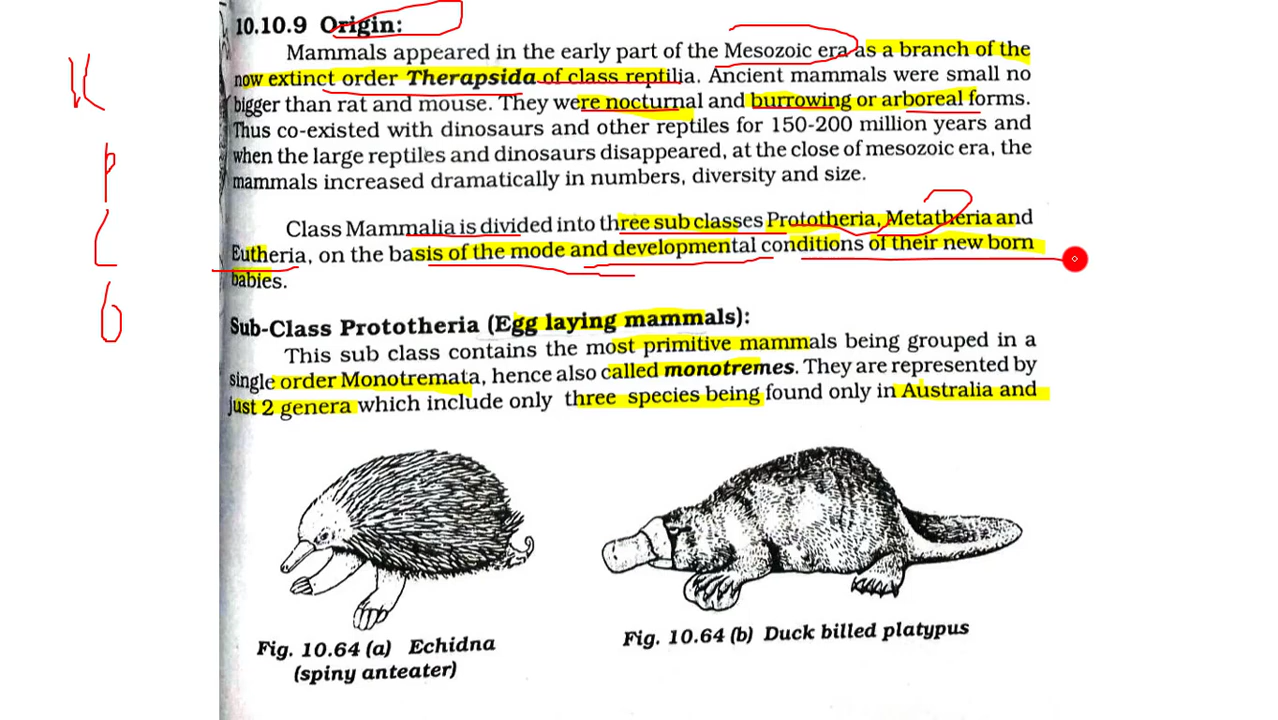 10.10.9 Origin:
Mammals appeared in the early part of the Mesozoic era as a branch of the
now extinct order Therapsida of class reptilia. Ancient mammals were small no
bigger than rat and mouse. They were nocturnal and burrowing or arboreal forms.
Thus co-existed with dinosaurs and other reptiles for 150-200 million years and
when the large reptiles and dinosaurs disappeared, at the close of mesozoic era, the
mammals increased dramatically in numbers, diversity and size.
Class Mammalia is divided into three sub classes Prototheria, Metatheria and
Eutheria, on the basis of the mode and developmental conditions of their new born
babies.
Sub-Class Prototheria (Egg laying mammals):
This sub class contains the most primitive mammals being grouped in a
single order Monotremata, hence also called monotremes. They are represented by
just 2 genera which include only three species being found only in Australia and
Fig. 10.64 (a) Echidna
(spiny anteater)
Fig. 10.64 (b) Duck billed platypus